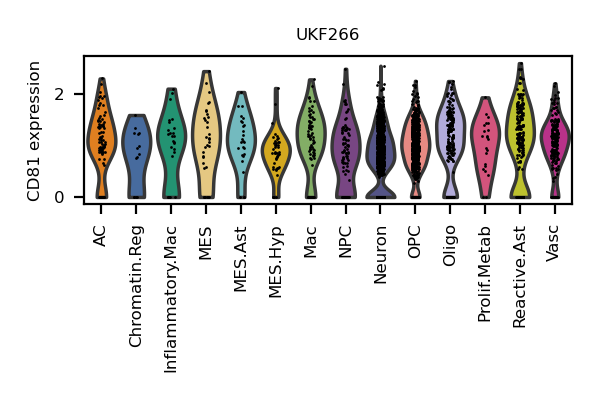 UKF266
CD81 expression
2
0
AC
Chromatin.Reg
Inflammatory.Mac
MES
MES.Ast
MES.Hyp
Mac
NPC
Neuron
OPC
Oligo
Prolif.Metab
Reactive.Ast
Vasc